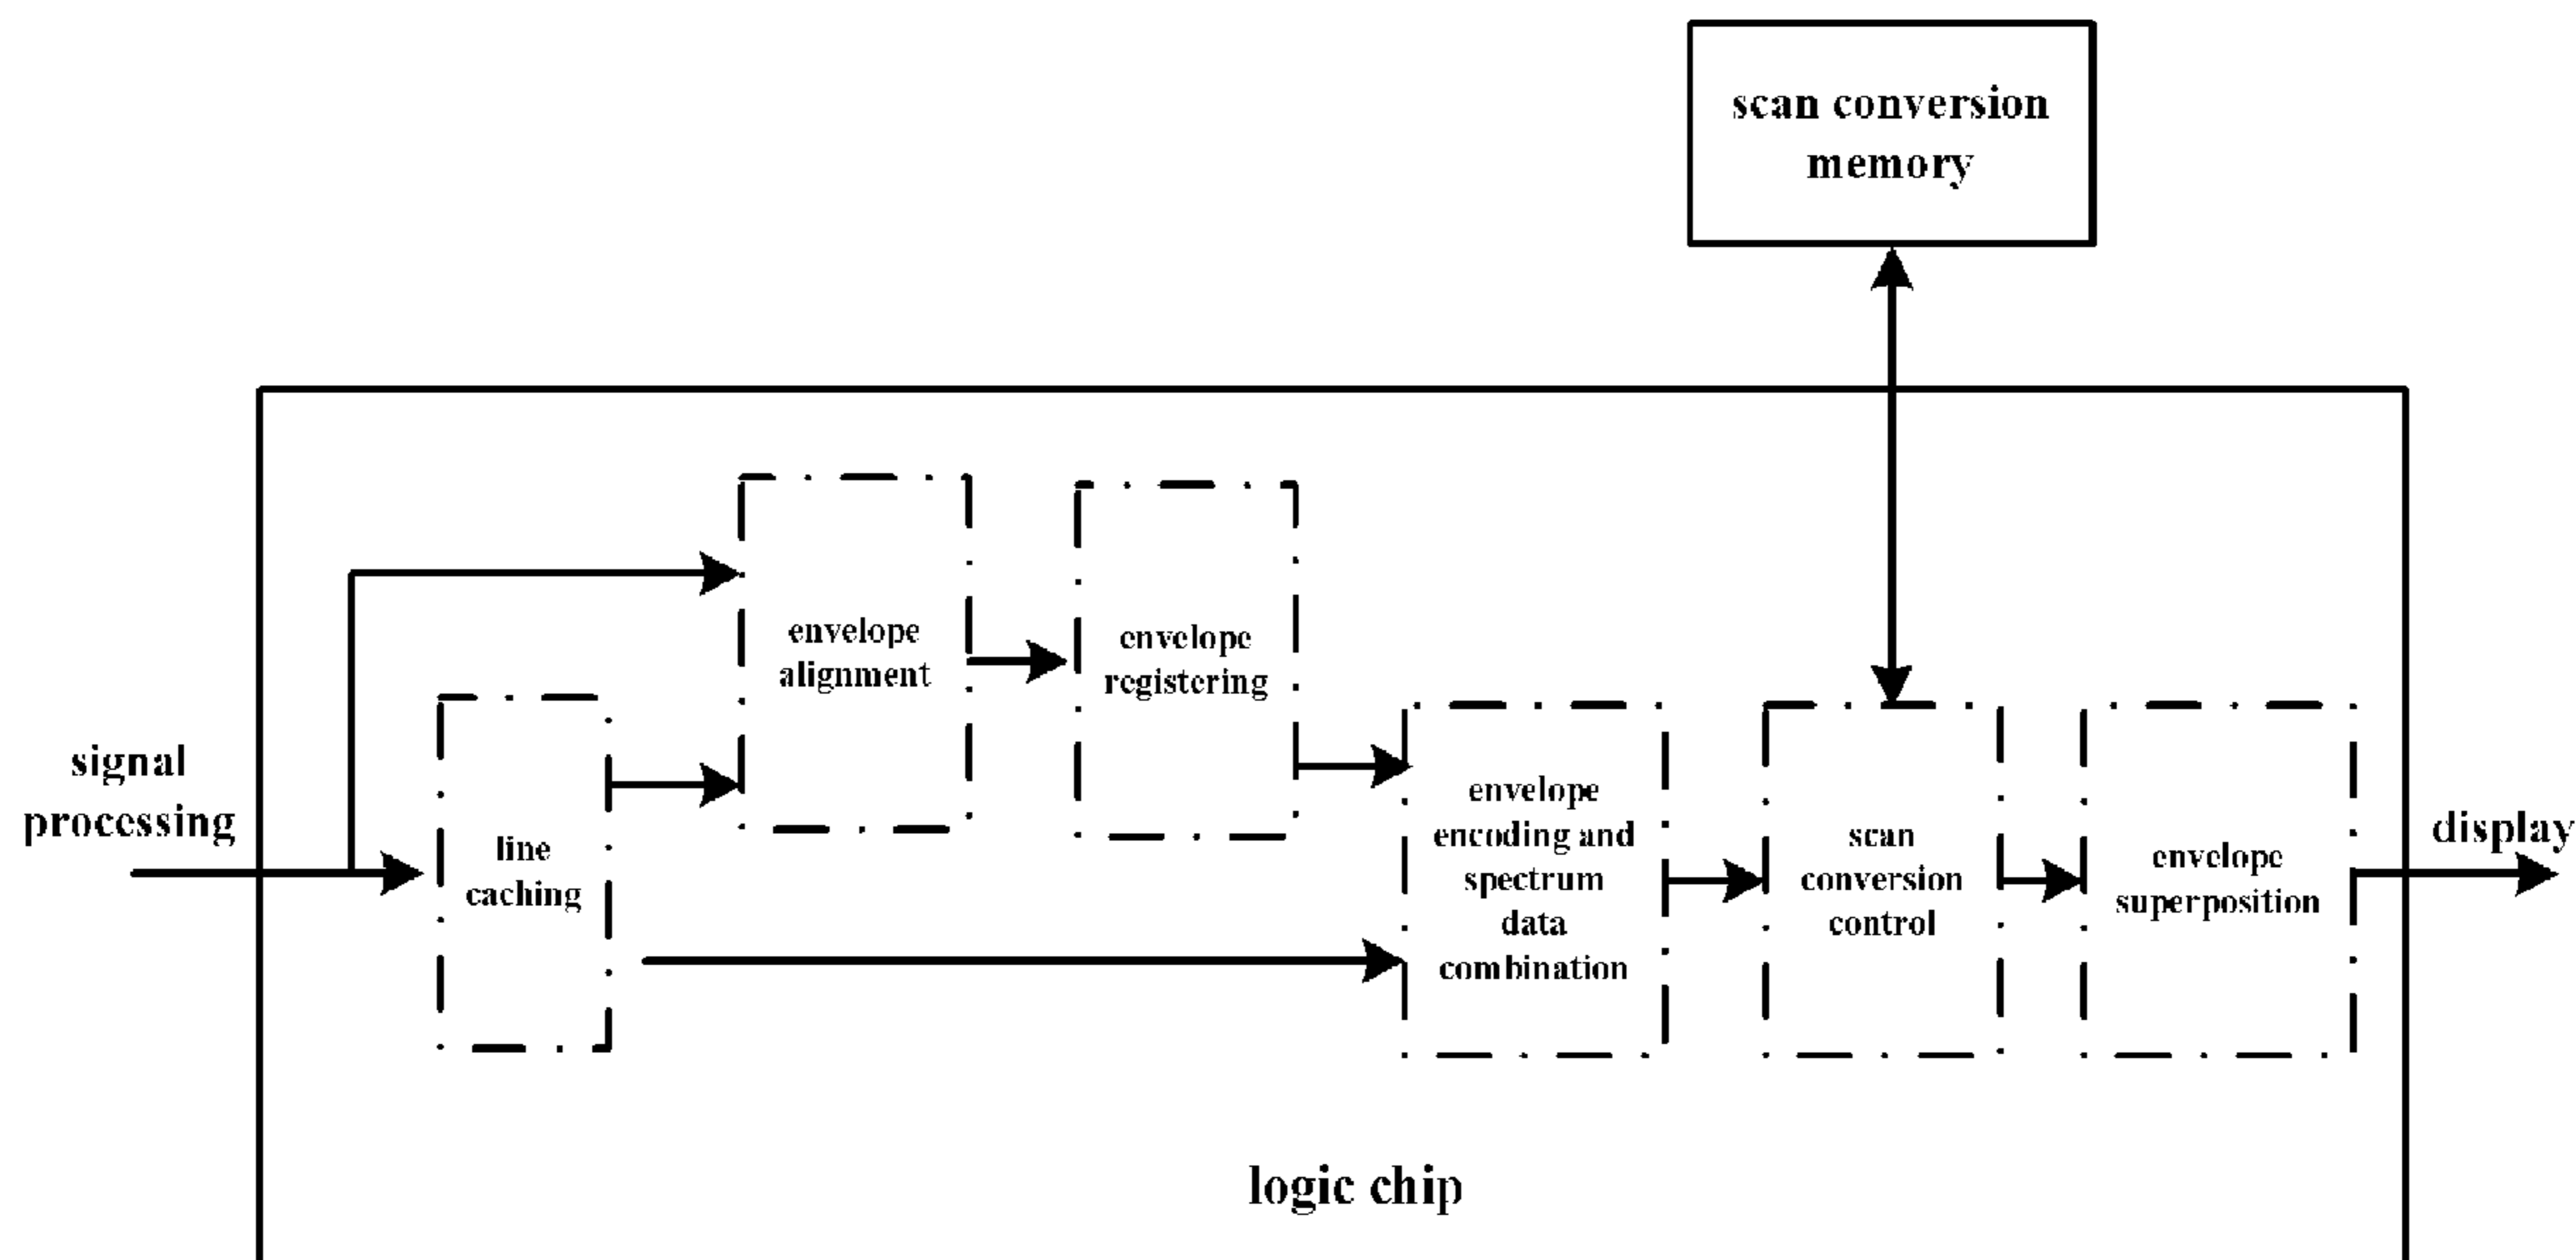 scan conversion
memory
envelope
alignment
envelope
registering
signal
processing
line
caching
envelope
encoding and
spectrum
data
combination
scan
conversion
control
envelope
superposition
display
logic chip